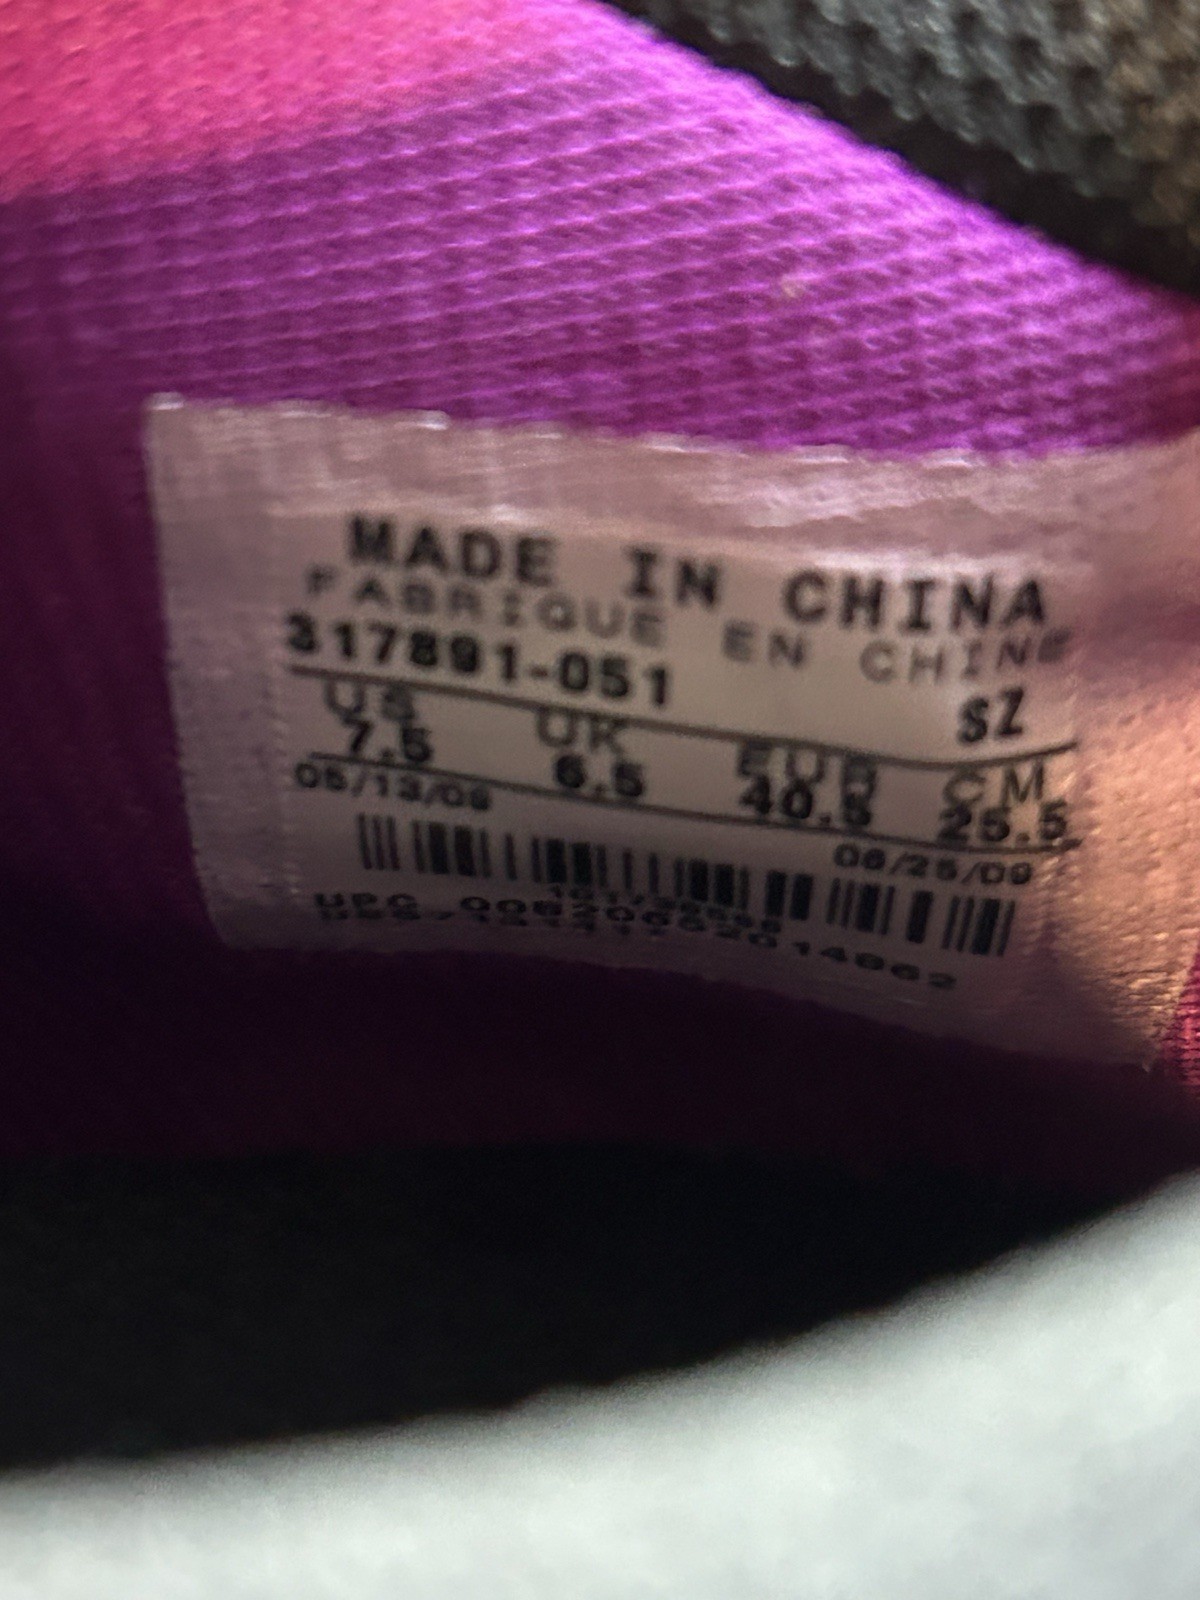 MADE IN CHINA
FABRIQUE EN CHINE
317891-051 SZ
US UK EUR CM
7.5 6.5 40.5 25.5
05/13/09 06/25/09
UPC